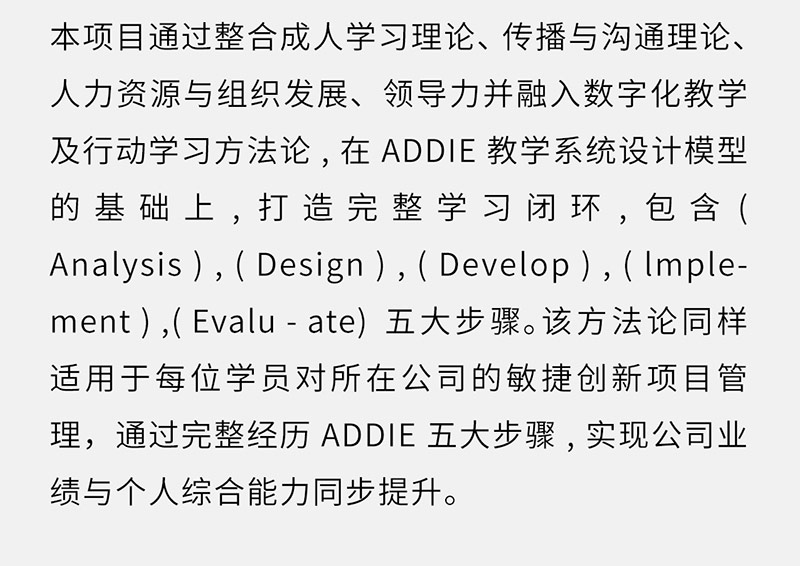 本项目通过整合成人学习理论、传播与沟通理论、
人力资源与组织发展、领导力并融入数字化教学
及行动学习方法论 , 在 ADDIE 教学系统设计模型
的基础上 , 打造完整学习闭环 , 包含 (
Analysis ) , ( Design ) , ( Develop ) , ( lmple-
ment ) ,( Evalu - ate) 五大步骤。该方法论同样
适用于每位学员对所在公司的敏捷创新项目管
理，通过完整经历 ADDIE 五大步骤 , 实现公司业
绩与个人综合能力同步提升。